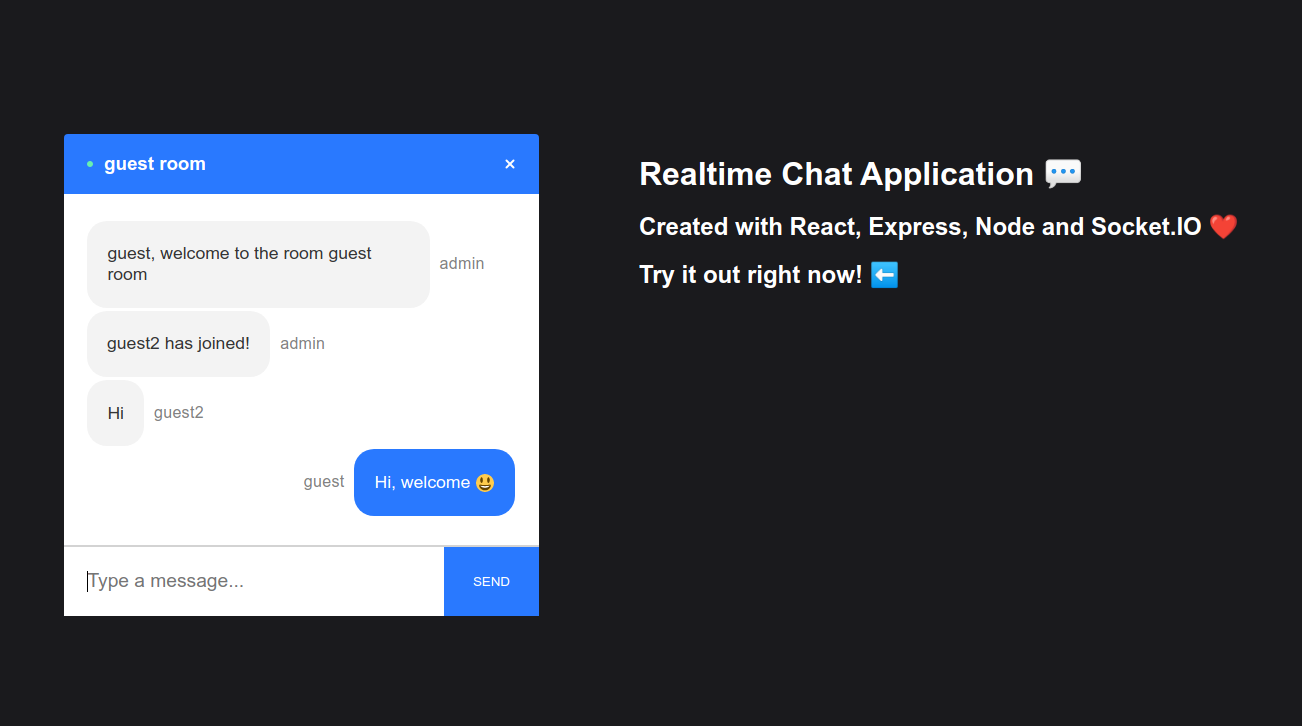 guest room
×
guest, welcome to the room guest
room
admin
guest2 has joined!
admin
Hi
guest2
guest
Hi, welcome 😃
Type a message...
SEND
Realtime Chat Application 💬
Created with React, Express, Node and Socket.IO ❤️
Try it out right now! ⬅️